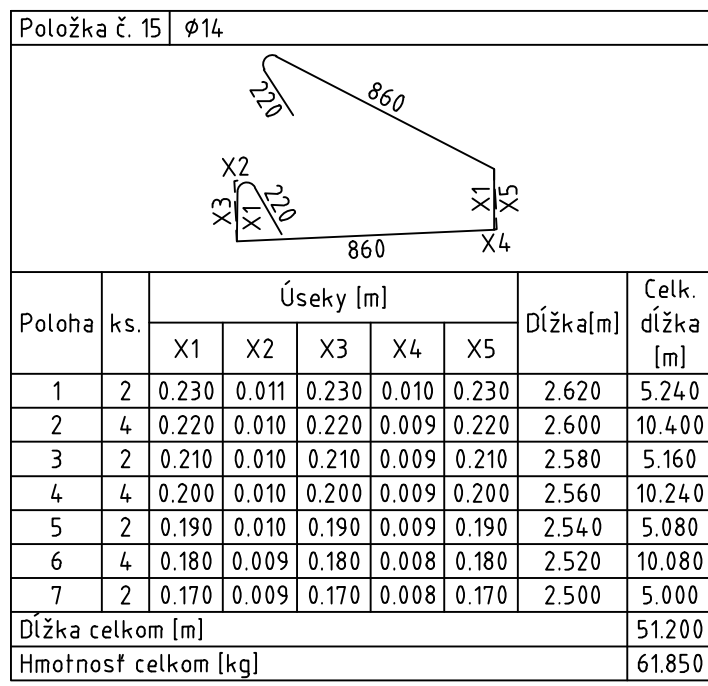 Položka č. 15 ϕ14
220
860
X2
X3
X1
220
X1
X5
860
X4
Poloha ks. Úseky [m] Dĺžka[m] Celk. dĺžka [m]
X1 X2 X3 X4 X5
1 2 0.230 0.011 0.230 0.010 0.230 2.620 5.240
2 4 0.220 0.010 0.220 0.009 0.220 2.600 10.400
3 2 0.210 0.010 0.210 0.009 0.210 2.580 5.160
4 4 0.200 0.010 0.200 0.009 0.200 2.560 10.240
5 2 0.190 0.010 0.190 0.009 0.190 2.540 5.080
6 4 0.180 0.009 0.180 0.008 0.180 2.520 10.080
7 2 0.170 0.009 0.170 0.008 0.170 2.500 5.000
Dĺžka celkom [m] 51.200
Hmotnosť celkom [kg] 61.850